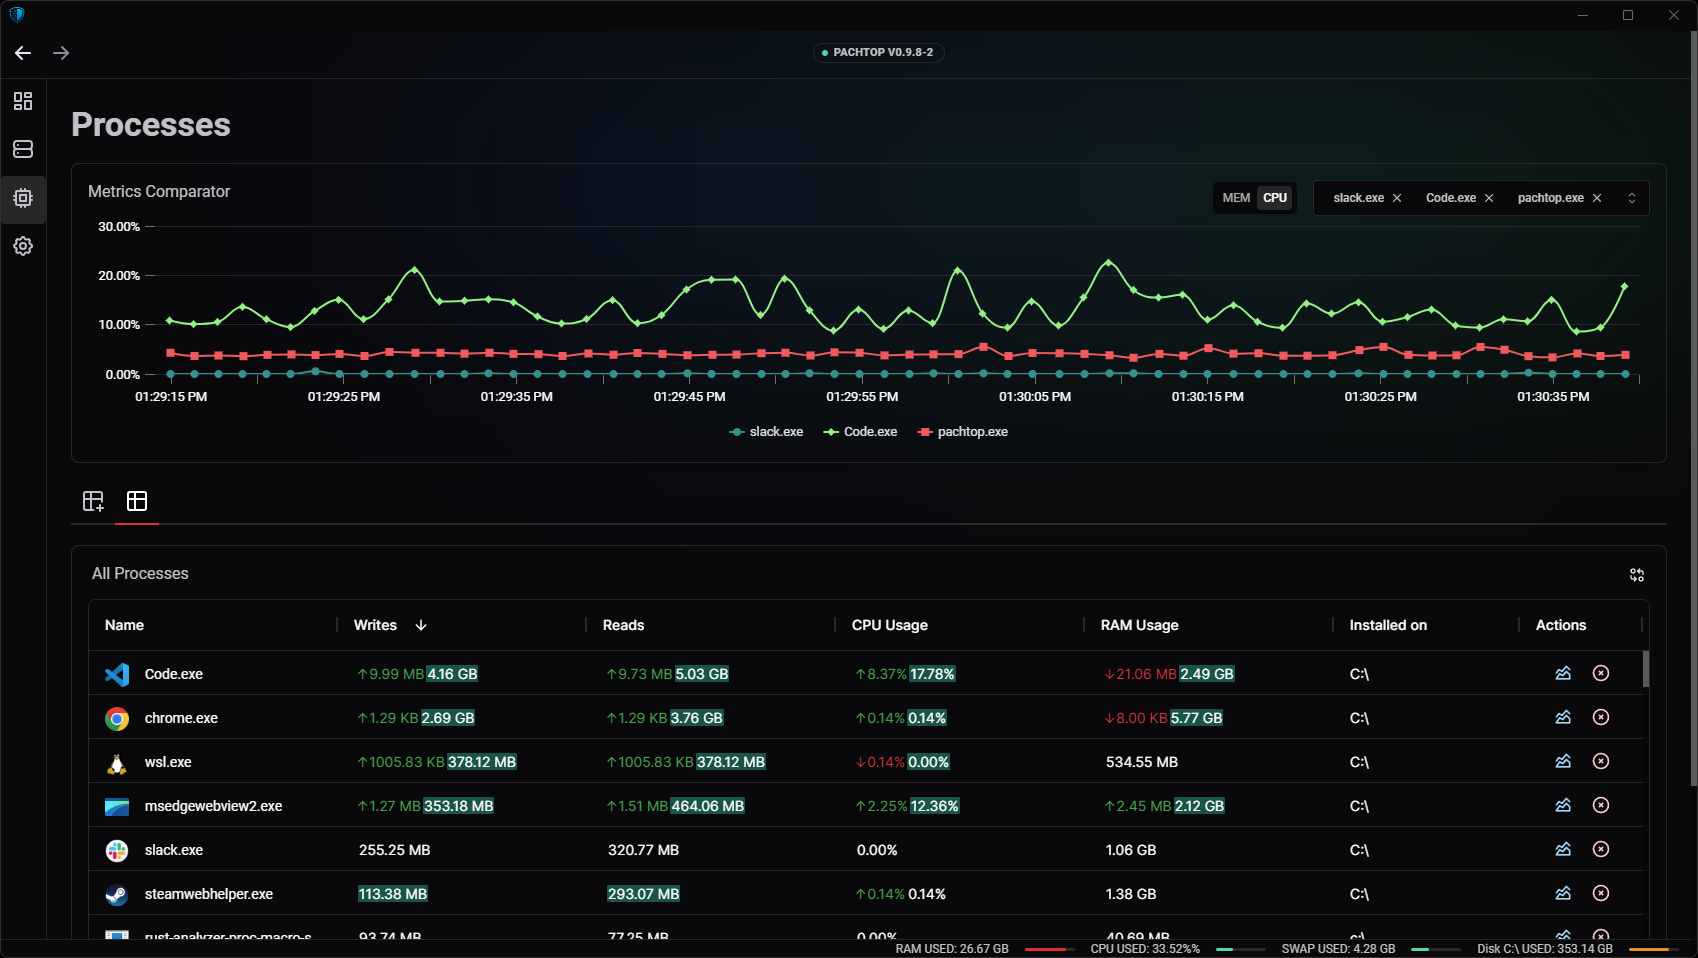 PACHTOP V0.9.8-2
Processes
Metrics Comparator
MEM CPU slack.exe Code.exe pachtop.exe
30.00%
20.00%
10.00%
0.00%
01:29:15 PM 01:29:25 PM 01:29:35 PM 01:29:45 PM 01:29:55 PM 01:30:05 PM 01:30:15 PM 01:30:25 PM 01:30:35 PM
slack.exe Code.exe pachtop.exe
All Processes
Name Writes ↓ Reads CPU Usage RAM Usage Installed on Actions
Code.exe ↑9.99 MB 4.16 GB ↑9.73 MB 5.03 GB ↑8.37% 17.78% ↓21.06 MB 2.49 GB C:\
chrome.exe ↑1.29 KB 2.69 GB ↑1.29 KB 3.76 GB ↑0.14% 0.14% ↓8.00 KB 5.77 GB C:\
wsl.exe ↑1005.83 KB 378.12 MB ↑1005.83 KB 378.12 MB ↓0.14% 0.00% 534.55 MB C:\
msedgewebview2.exe ↑1.27 MB 353.18 MB ↑1.51 MB 464.06 MB ↑2.25% 12.36% ↑2.45 MB 2.12 GB C:\
slack.exe 255.25 MB 320.77 MB 0.00% 1.06 GB C:\
steamwebhelper.exe 113.38 MB 293.07 MB ↑0.14% 0.14% 1.38 GB C:\
rust-analyzer-proc-macro-s 93.74 MB 77.25 MB 0.00% 40.69 MB C:\
RAM USED: 26.67 GB CPU USED: 33.52%% SWAP USED: 4.28 GB Disk C:\ USED: 353.14 GB